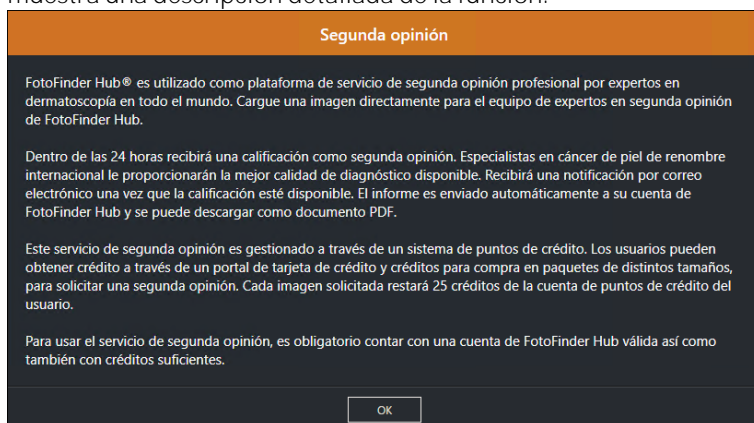 muestra una descripción detallada de la función.
Segunda opinión
FotoFinder Hub® es utilizado como plataforma de servicio de segunda opinión profesional por expertos en
dermatoscopía en todo el mundo. Cargue una imagen directamente para el equipo de expertos en segunda opinión
de FotoFinder Hub.
Dentro de las 24 horas recibirá una calificación como segunda opinión. Especialistas en cáncer de piel de renombre
internacional le proporcionarán la mejor calidad de diagnóstico disponible. Recibirá una notificación por correo
electrónico una vez que la calificación esté disponible. El informe es enviado automáticamente a su cuenta de
FotoFinder Hub y se puede descargar como documento PDF.
Este servicio de segunda opinión es gestionado a través de un sistema de puntos de crédito. Los usuarios pueden
obtener crédito a través de un portal de tarjeta de crédito y créditos para compra en paquetes de distintos tamaños,
para solicitar una segunda opinión. Cada imagen solicitada restará 25 créditos de la cuenta de puntos de crédito del
usuario.
Para usar el servicio de segunda opinión, es obligatorio contar con una cuenta de FotoFinder Hub válida así como
también con créditos suficientes.
OK